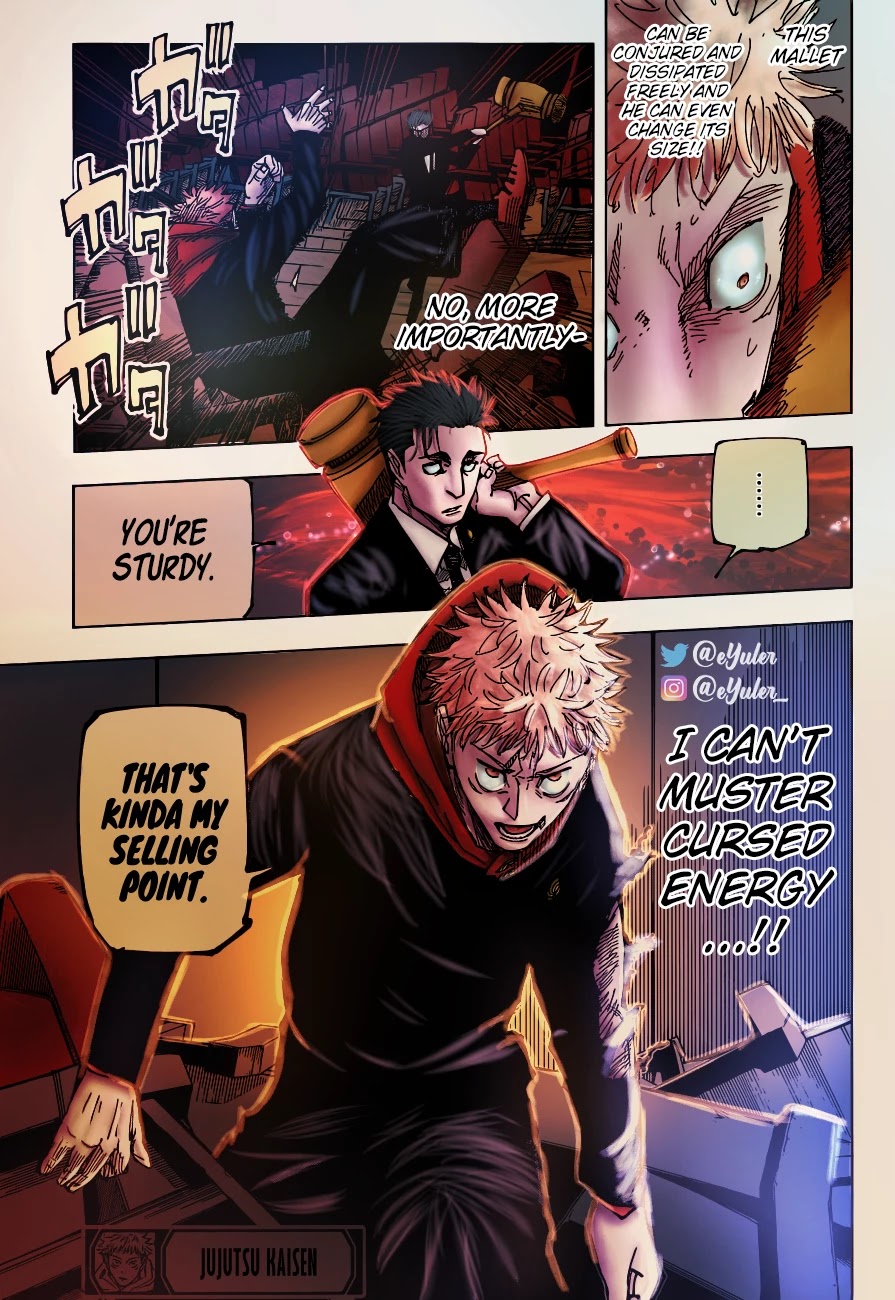 -THIS
MALLET
CAN BE
CONJURED AND
DISSIPATED
FREELY AND
HE CAN EVEN
CHANGE ITS
SIZE!!
ガタ
ガタ
ガタ
NO, MORE
IMPORTANTLY-
......
YOU'RE
STURDY.
@eYuler
@eYuler_
I CAN'T
MUSTER
CURSED
ENERGY
...!!
THAT'S
KINDA MY
SELLING
POINT.
JUJUTSU KAISEN